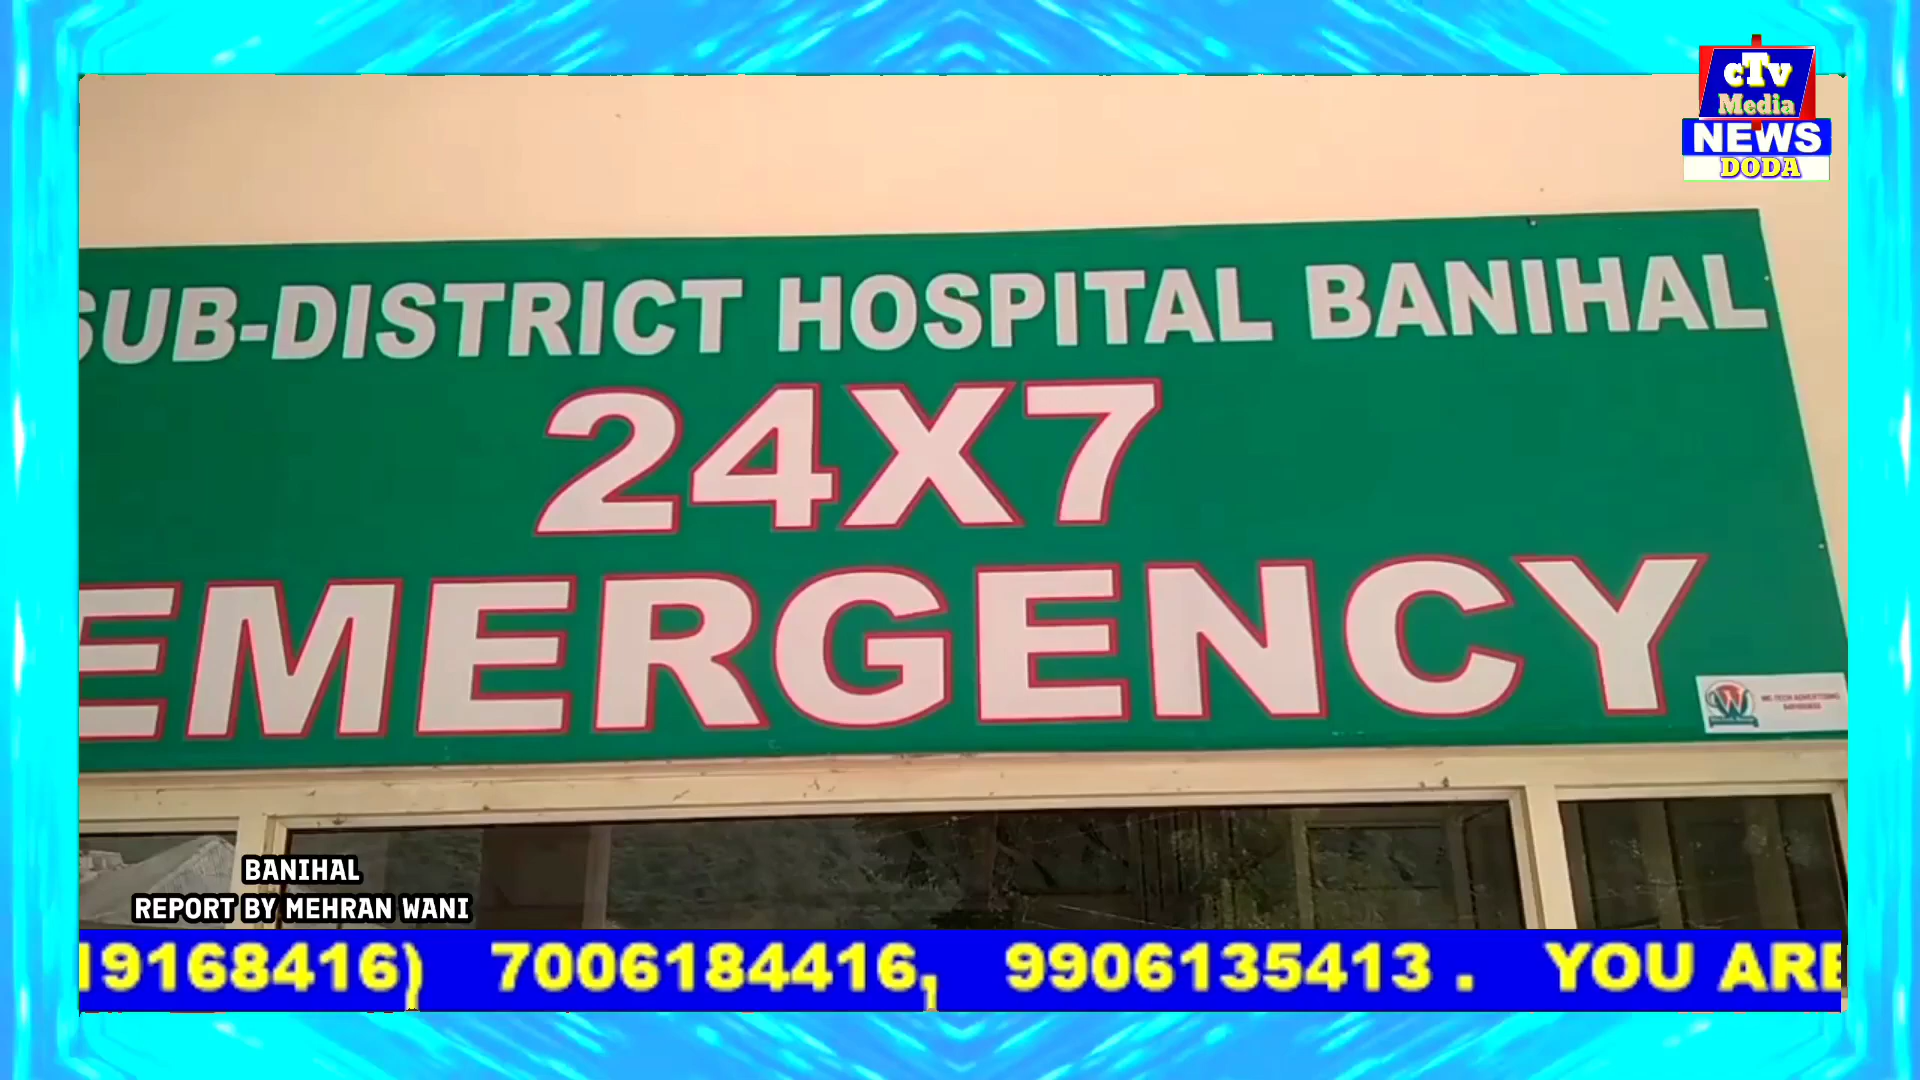 cTv
Media
NEWS
DODA
SUB-DISTRICT HOSPITAL BANIHAL
24X7
EMERGENCY
BANIHAL
REPORT BY MEHRAN WANI
19168416) 7006184416, 9906135413 . YOU ARE